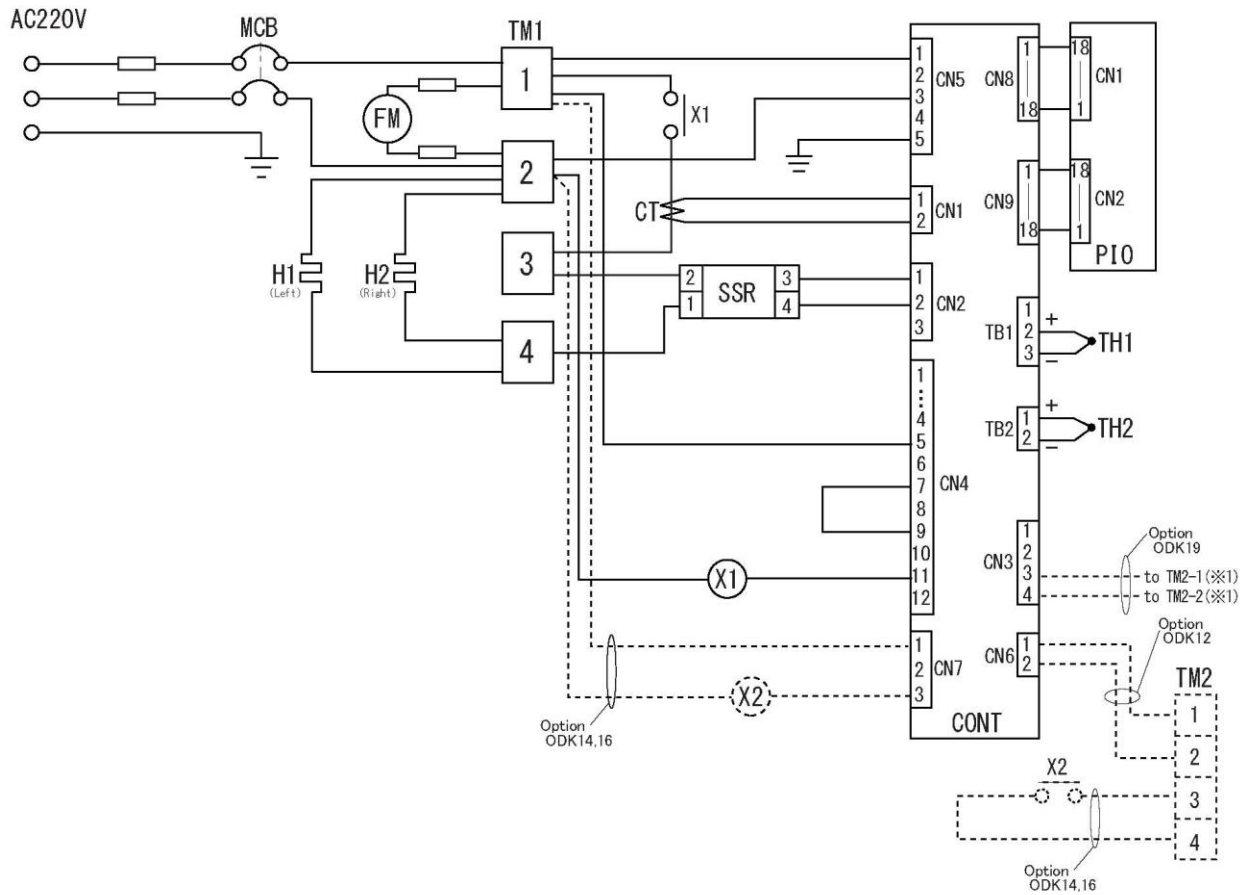 AC220V
MCB
TM1
1
FM
2
3
4
H1
(Left)
H2
(Right)
X1
CT
2
1
SSR
3
4
1
2
3
4
5
CN5
1
2
CN1
1
2
3
CN2
1
4
5
6
7
8
9
10
11
12
CN4
X1
1
2
3
CN7
X2
Option
ODK14,16
CN8
1
18
18
1
CN1
CN9
1
18
18
1
CN2
PIO
TB1
1
2
3
+
−
TH1
TB2
1
2
+
−
TH2
CN3
1
2
3
4
Option
ODK19
to TM2-1(※1)
to TM2-2(※1)
CN6
1
2
Option
ODK12
CONT
TM2
1
2
3
4
X2
Option
ODK14,16